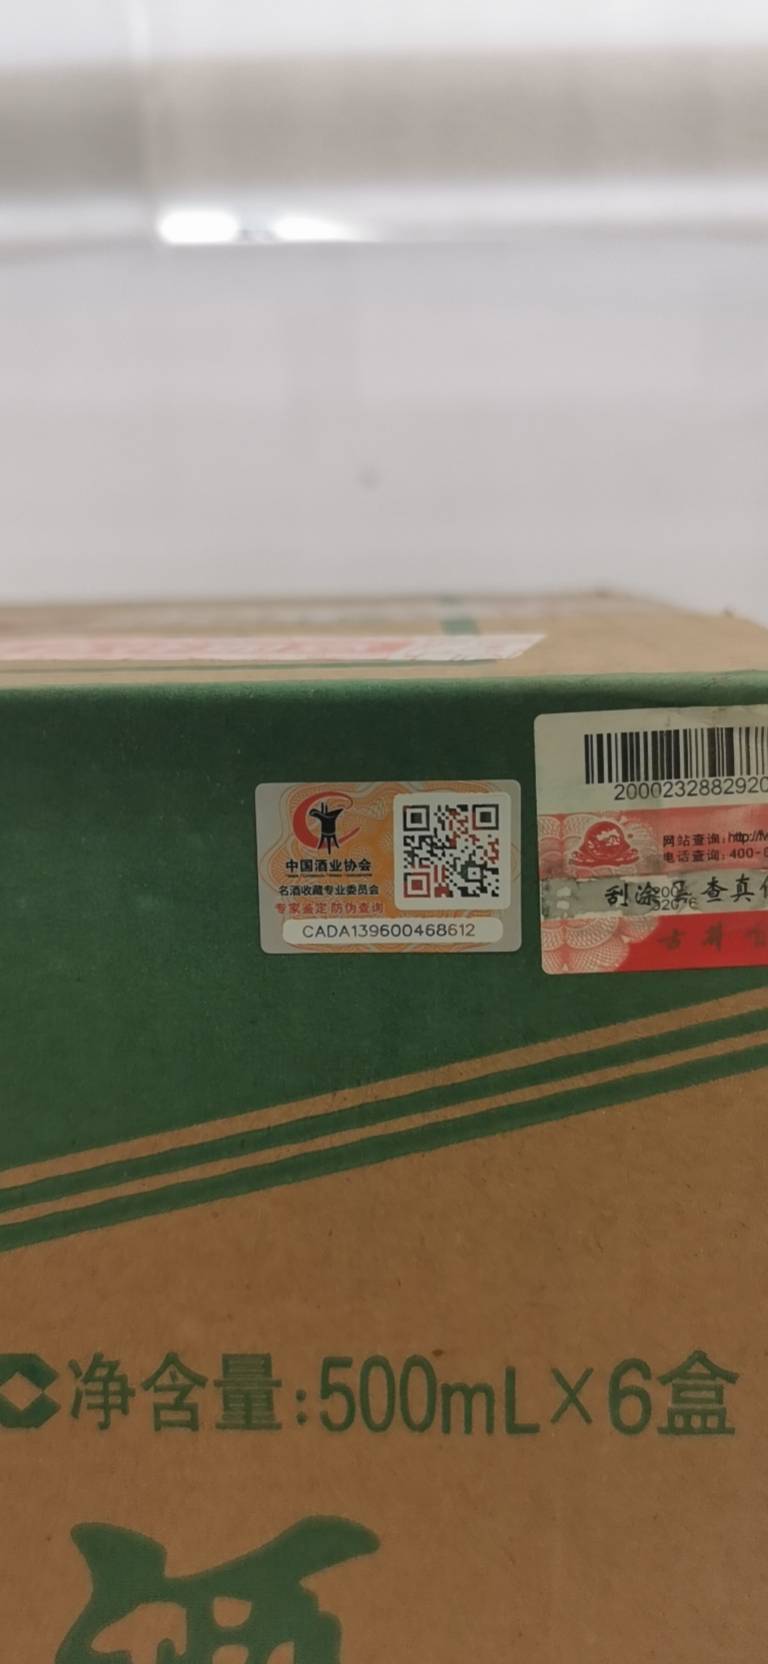 中国酒业协会
名酒收藏专业委员会
专家鉴定 防伪查询
CADA139600468612
2000232882920
网站查询:http://
电话查询:400-
刮涂层 查真
净含量:500mL×6盒
酒